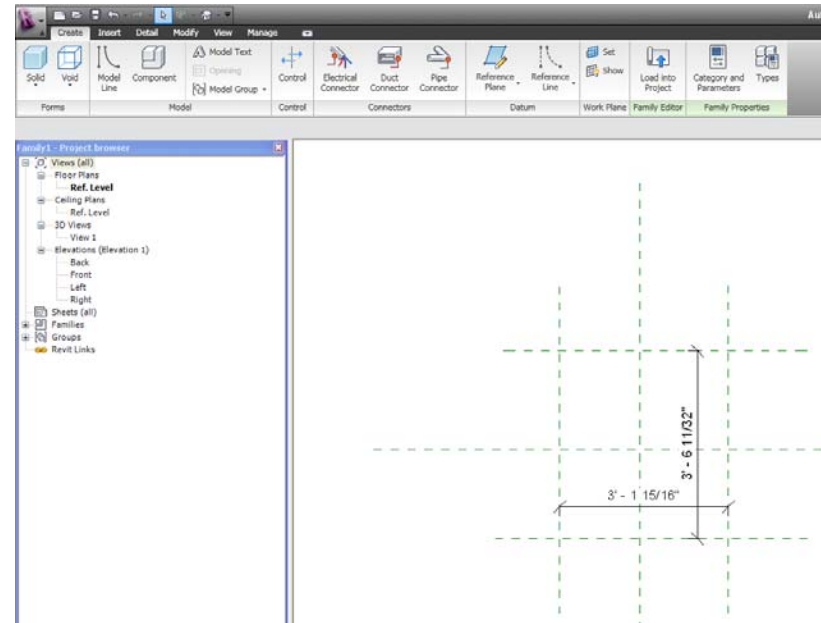 Au
Create Insert Detail Modify View Manage
Solid Void Model Line Component Model Text Opening Model Group Control Electrical Connector Duct Connector Pipe Connector Reference Plane Reference Line Set Show Load into Project Category and Parameters Types
Forms Model Control Connectors Datum Work Plane Family Editor Family Properties
Family1 - Project browser
Views (all)
Floor Plans
Ref. Level
Ceiling Plans
Ref. Level
3D Views
View 1
Elevations (Elevation 1)
Back
Front
Left
Right
Sheets (all)
Families
Groups
Revit Links
3' - 6 11/32"
3' - 1 15/16"